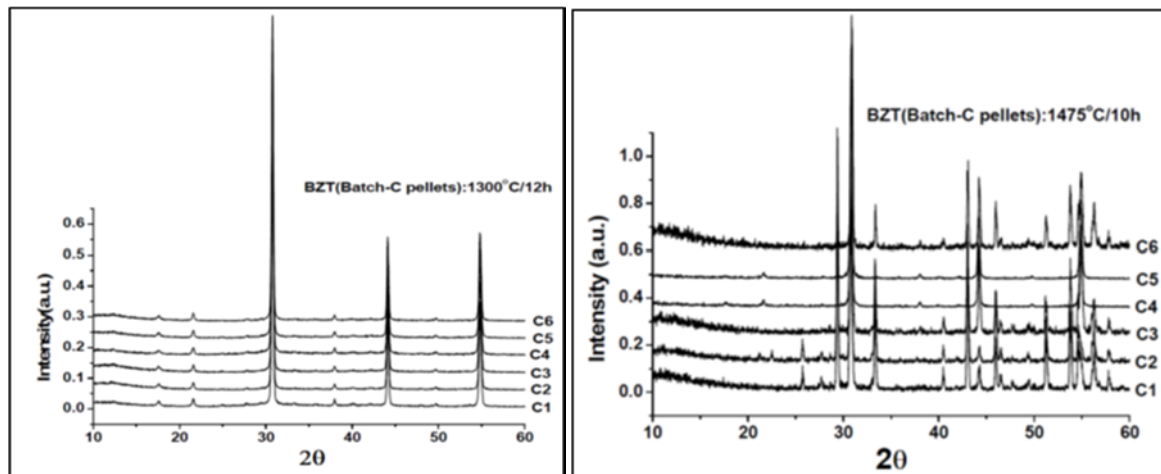 BZT(Batch-C pellets):1300°C/12h
Intensity(a.u.)
0.6
0.5
0.4
0.3
0.2
0.1
0.0
C6
C5
C4
C3
C2
C1
10 20 30 40 50 60
2θ
BZT(Batch-C pellets):1475°C/10h
Intensity (a.u.)
1.0
0.8
0.6
0.4
0.2
0.0
C6
C5
C4
C3
C2
C1
10 20 30 40 50 60
2θ